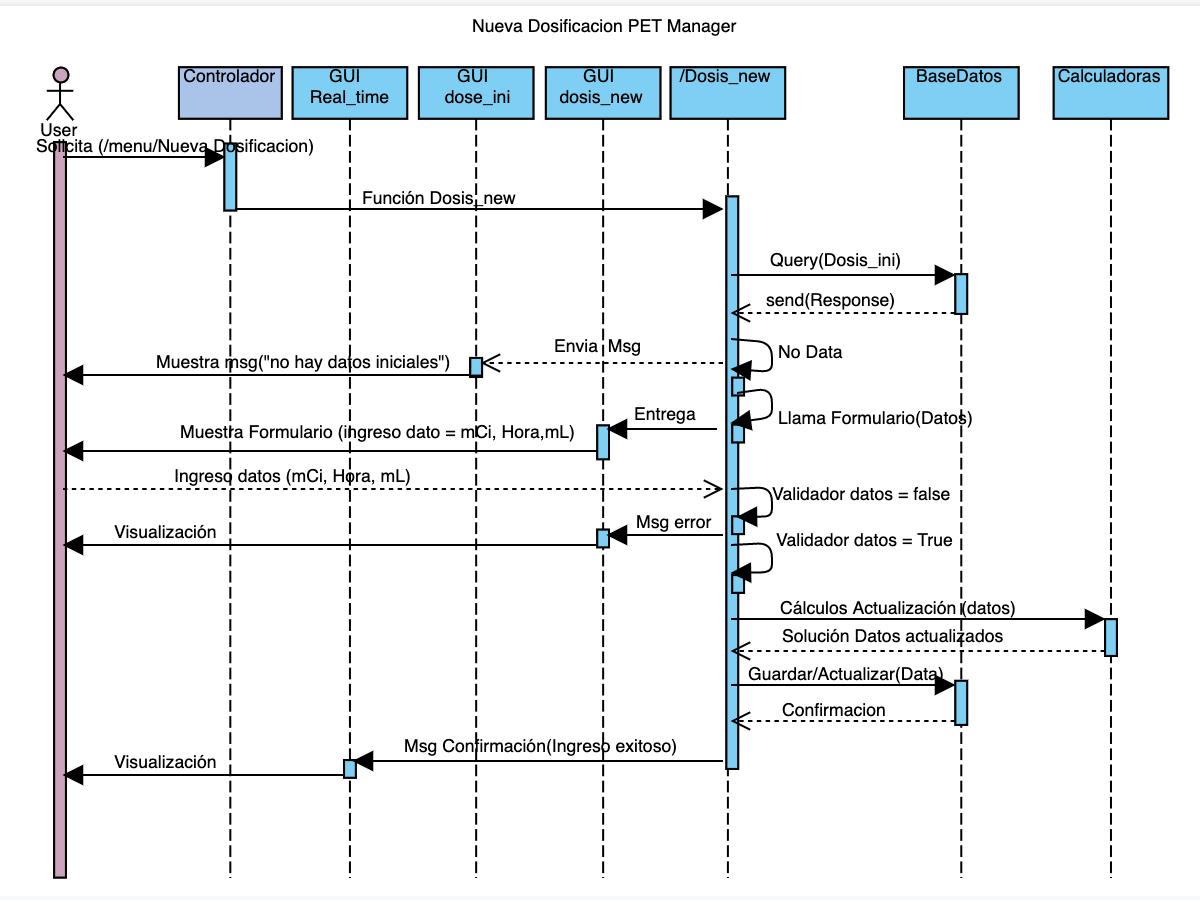 Nueva Dosificacion PET Manager
User
Controlador
GUI
Real_time
GUI
dose_ini
GUI
dosis_new
/Dosis_new
BaseDatos
Calculadoras
Solicita (/menu/Nueva Dosificacion)
Función Dosis_new
Query(Dosis_ini)
send(Response)
Envia Msg
No Data
Muestra msg("no hay datos iniciales")
Entrega
Llama Formulario(Datos)
Muestra Formulario (ingreso dato = mCi, Hora,mL)
Ingreso datos (mCi, Hora, mL)
Validador datos = false
Msg error
Visualización
Validador datos = True
Cálculos Actualización (datos)
Solución Datos actualizados
Guardar/Actualizar(Data)
Confirmacion
Msg Confirmación(Ingreso exitoso)
Visualización